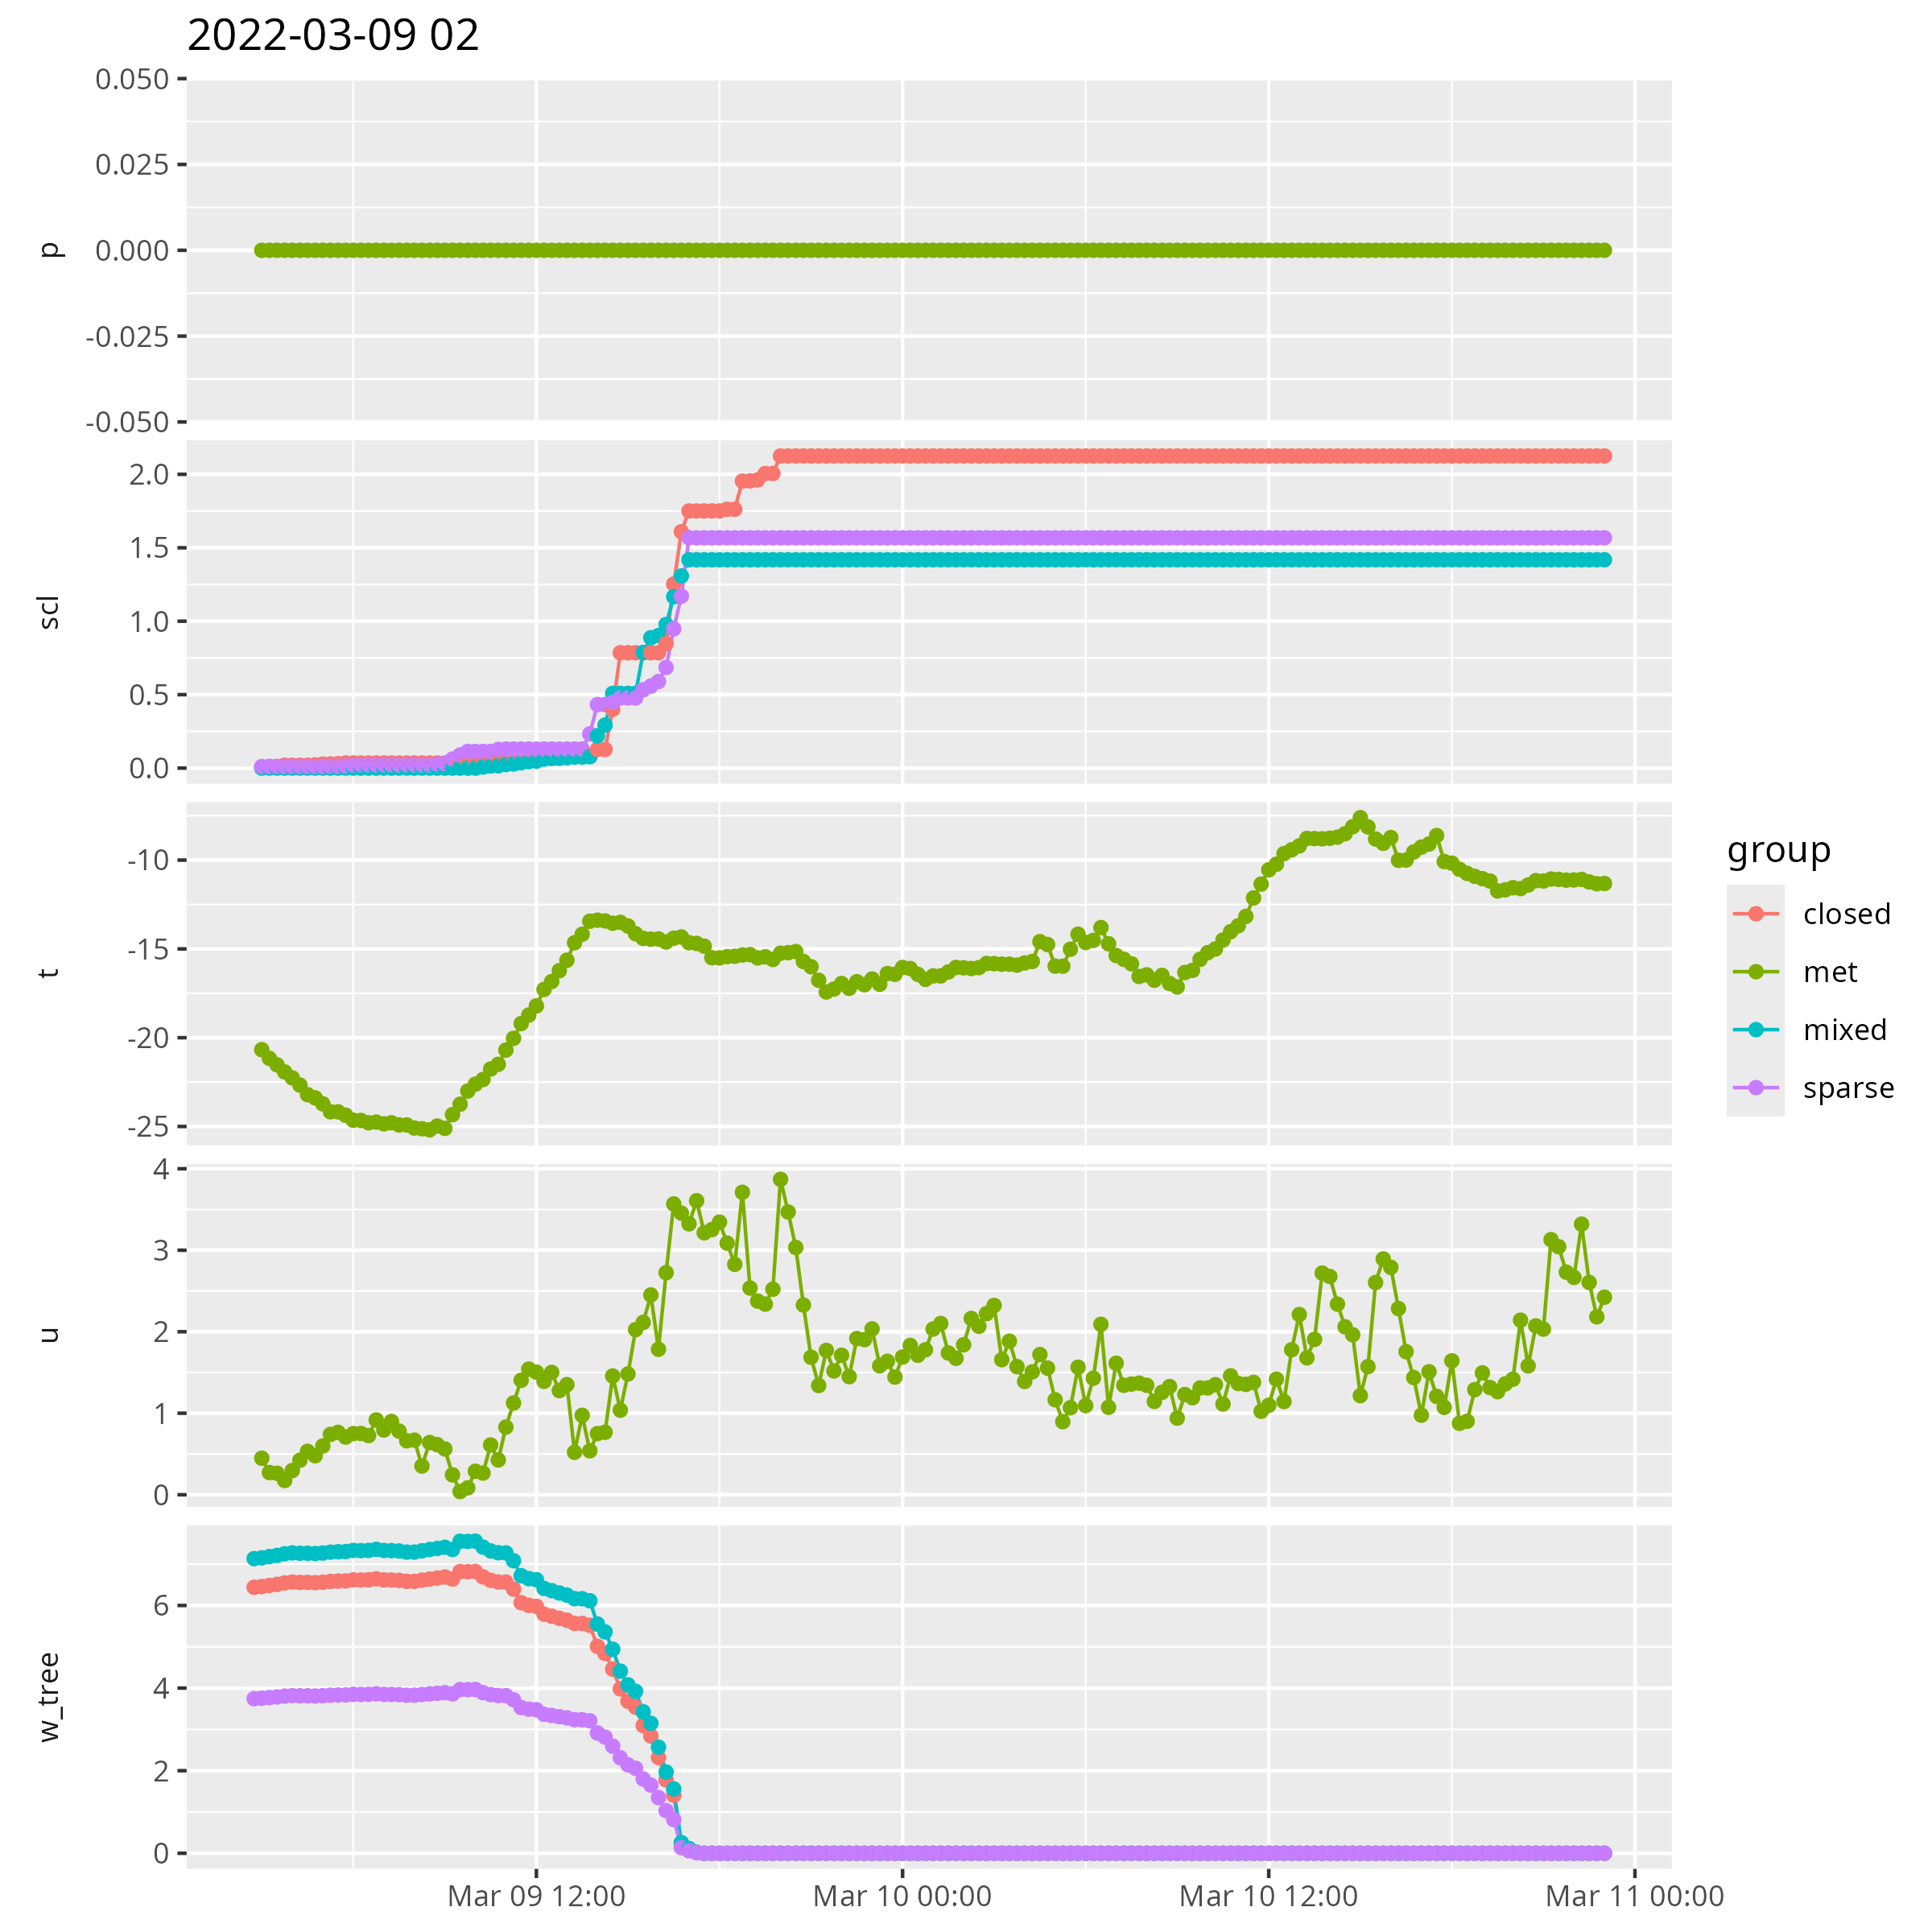 2022-03-09 02
0.050
0.025
0.000
-0.025
-0.050
p
2.0
1.5
1.0
0.5
0.0
scl
-10
-15
-20
-25
t
4
3
2
1
0
u
6
4
2
0
w_tree
Mar 09 12:00
Mar 10 00:00
Mar 10 12:00
Mar 11 00:00
group
closed
met
mixed
sparse